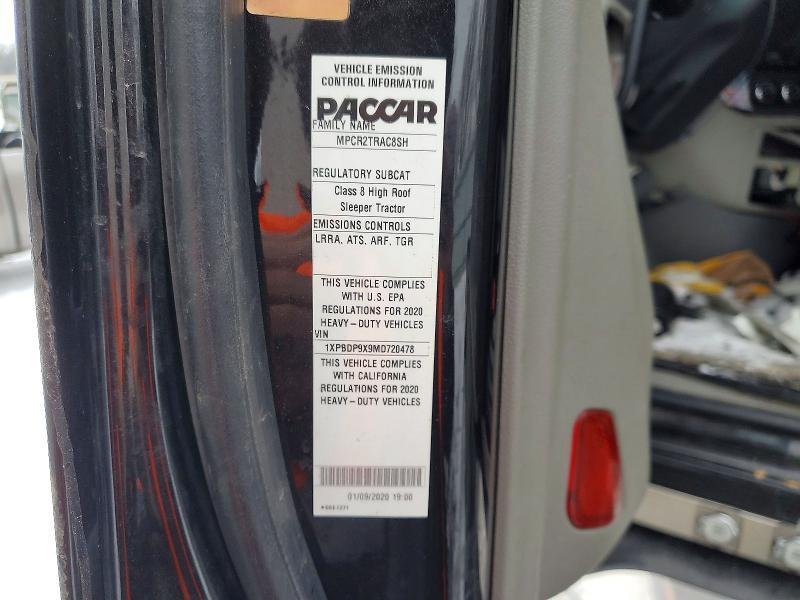 VEHICLE EMISSION
CONTROL INFORMATION
PACCAR
FAMILY NAME
MPCR2TRAC8SH
REGULATORY SUBCAT
Class 8 High Roof
Sleeper Tractor
EMISSIONS CONTROLS
LRRA, ATS, ARF, TGR
THIS VEHICLE COMPLIES
WITH U.S. EPA
REGULATIONS FOR 2020
HEAVY-DUTY VEHICLES
VIN
1XPBDP9X9MD720478
THIS VEHICLE COMPLIES
WITH CALIFORNIA
REGULATIONS FOR 2020
HEAVY-DUTY VEHICLES
01/09/2020 19:00